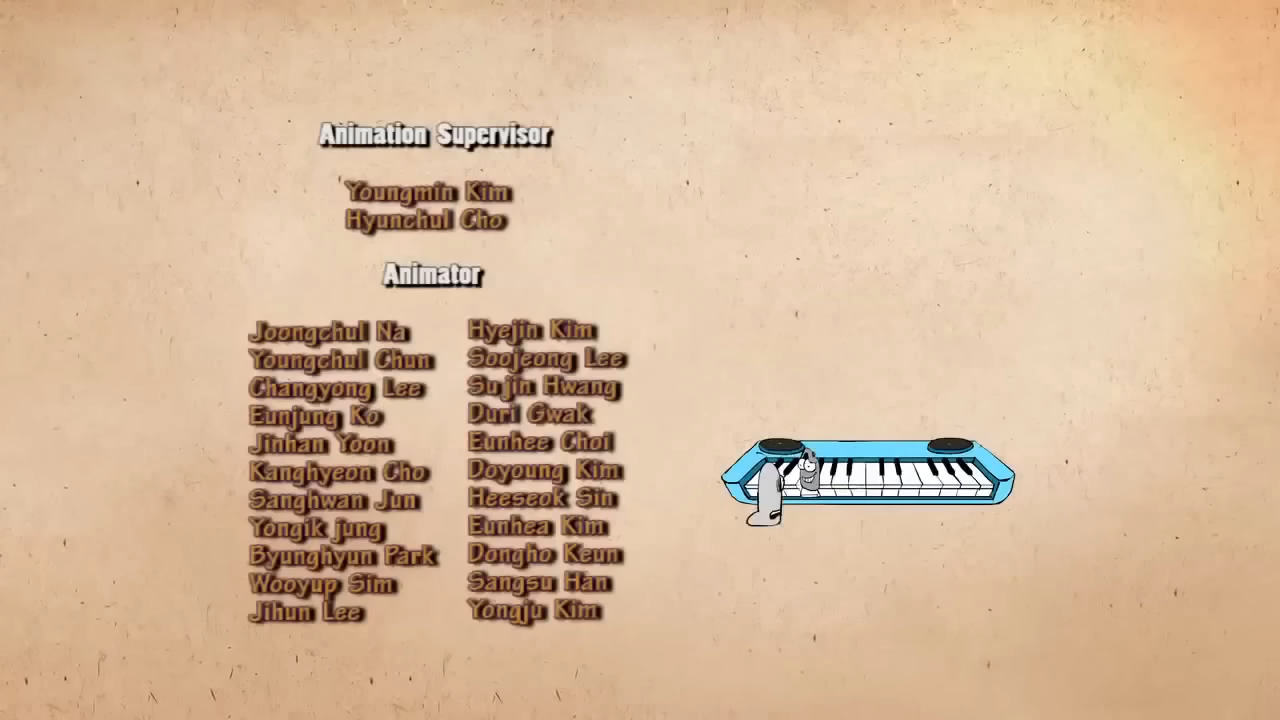 Animation Supervisor
Youngmin Kim
Hyunchul Cho
Animator
Joongchul Na
Youngchul Chun
Changyong Lee
Eunjung Ko
Jinhan Yoon
Kanghyeon Cho
Sanghwan Jun
Yongik jung
Byunghyun Park
Wooyup Sim
Jihun Lee
Hyejin Kim
Soojeong Lee
Sujin Hwang
Duri Gwak
Eunhee Choi
Doyoung Kim
Heeseok Sin
Eunhea Kim
Dongho Keun
Sangsu Han
Yongju Kim